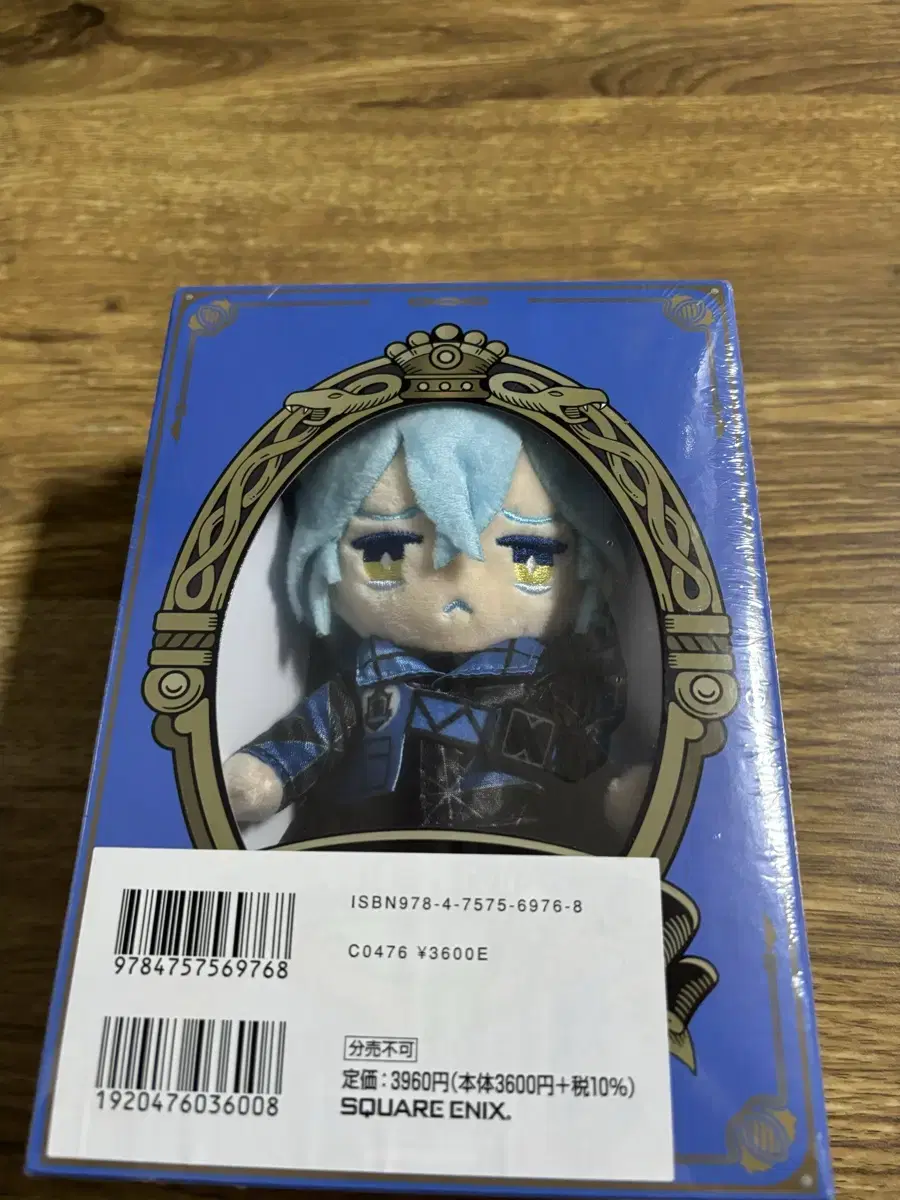 ISBN978-4-7575-6976-8
9784757569768
C0476 ¥3600E
1920476036008
分売不可
定価：3960円(本体3600円+税10%)
SQUARE ENIX.